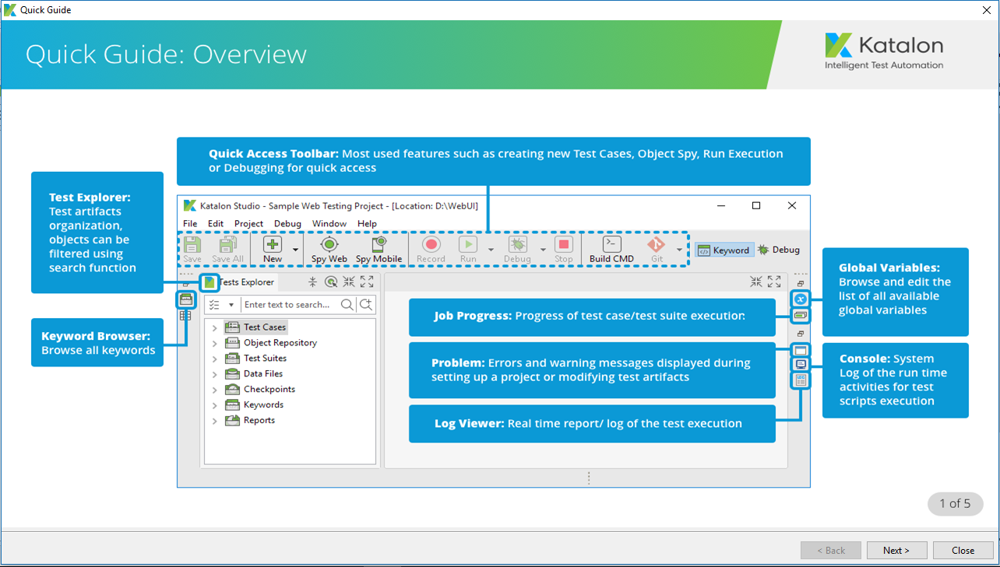 Quick Guide
Quick Guide: Overview
Katalon
Intelligent Test Automation
Quick Access Toolbar: Most used features such as creating new Test Cases, Object Spy, Run Execution
or Debugging for quick access
Test Explorer:
Test artifacts
organization,
objects can be
filtered using
search function
Keyword Browser:
Browse all keywords
Katalon Studio - Sample Web Testing Project - [Location: D:\WebUI]
File Edit Project Debug Window Help
Save Save All New Spy Web Spy Mobile Record Run Debug Stop Build CMD Git Keyword Debug
Tests Explorer
Enter text to search...
Test Cases
Object Repository
Test Suites
Data Files
Checkpoints
Keywords
Reports
Job Progress: Progress of test case/test suite execution:
Problem: Errors and warning messages displayed during
setting up a project or modifying test artifacts
Log Viewer: Real time report/ log of the test execution
Global Variables:
Browse and edit the
list of all available
global variables
Console: System
Log of the run time
activities for test
scripts execution
1 of 5
< Back Next > Close